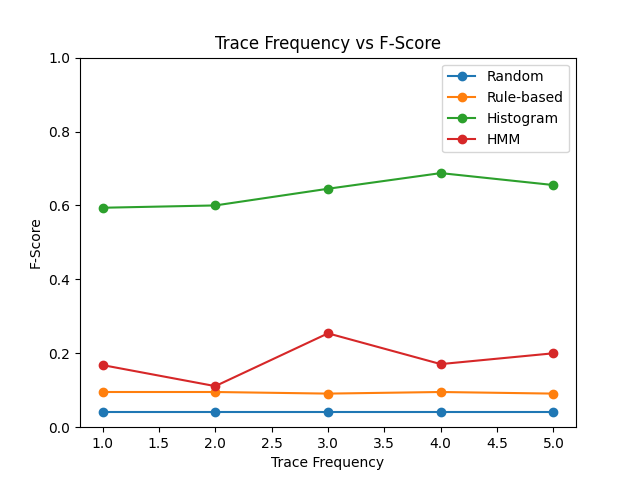 Trace Frequency vs F-Score
1.0
0.8
0.6
0.4
0.2
0.0
F-Score
Random
Rule-based
Histogram
HMM
1.0 1.5 2.0 2.5 3.0 3.5 4.0 4.5 5.0
Trace Frequency